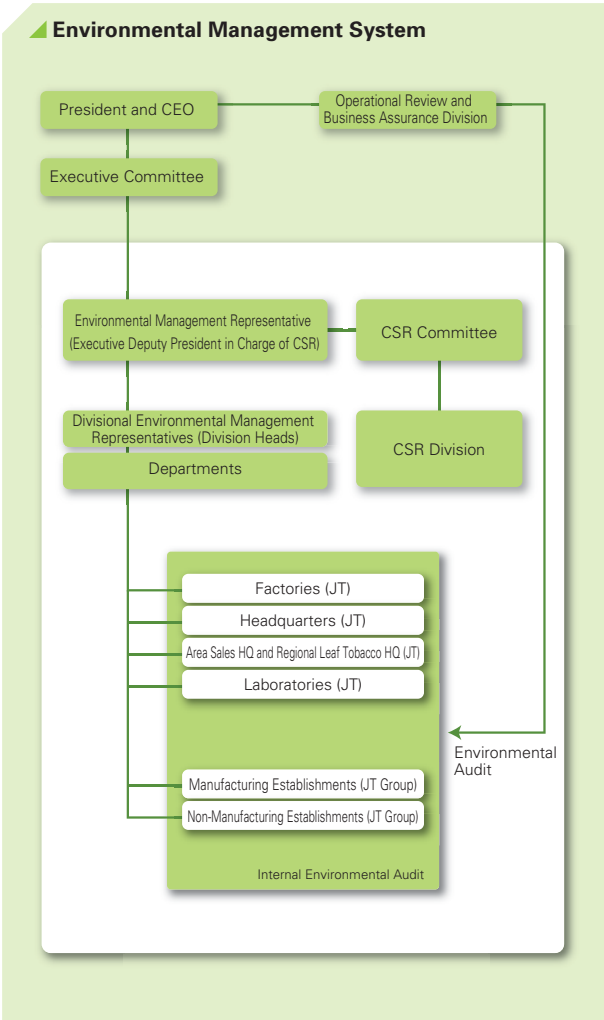 Environmental Management System
President and CEO
Operational Review and
Business Assurance Division
Executive Committee
Environmental Management Representative
(Executive Deputy President in Charge of CSR)
CSR Committee
Divisional Environmental Management
Representatives (Division Heads)
CSR Division
Departments
Factories (JT)
Headquarters (JT)
Area Sales HQ and Regional Leaf Tobacco HQ (JT)
Laboratories (JT)
Environmental
Audit
Manufacturing Establishments (JT Group)
Non-Manufacturing Establishments (JT Group)
Internal Environmental Audit